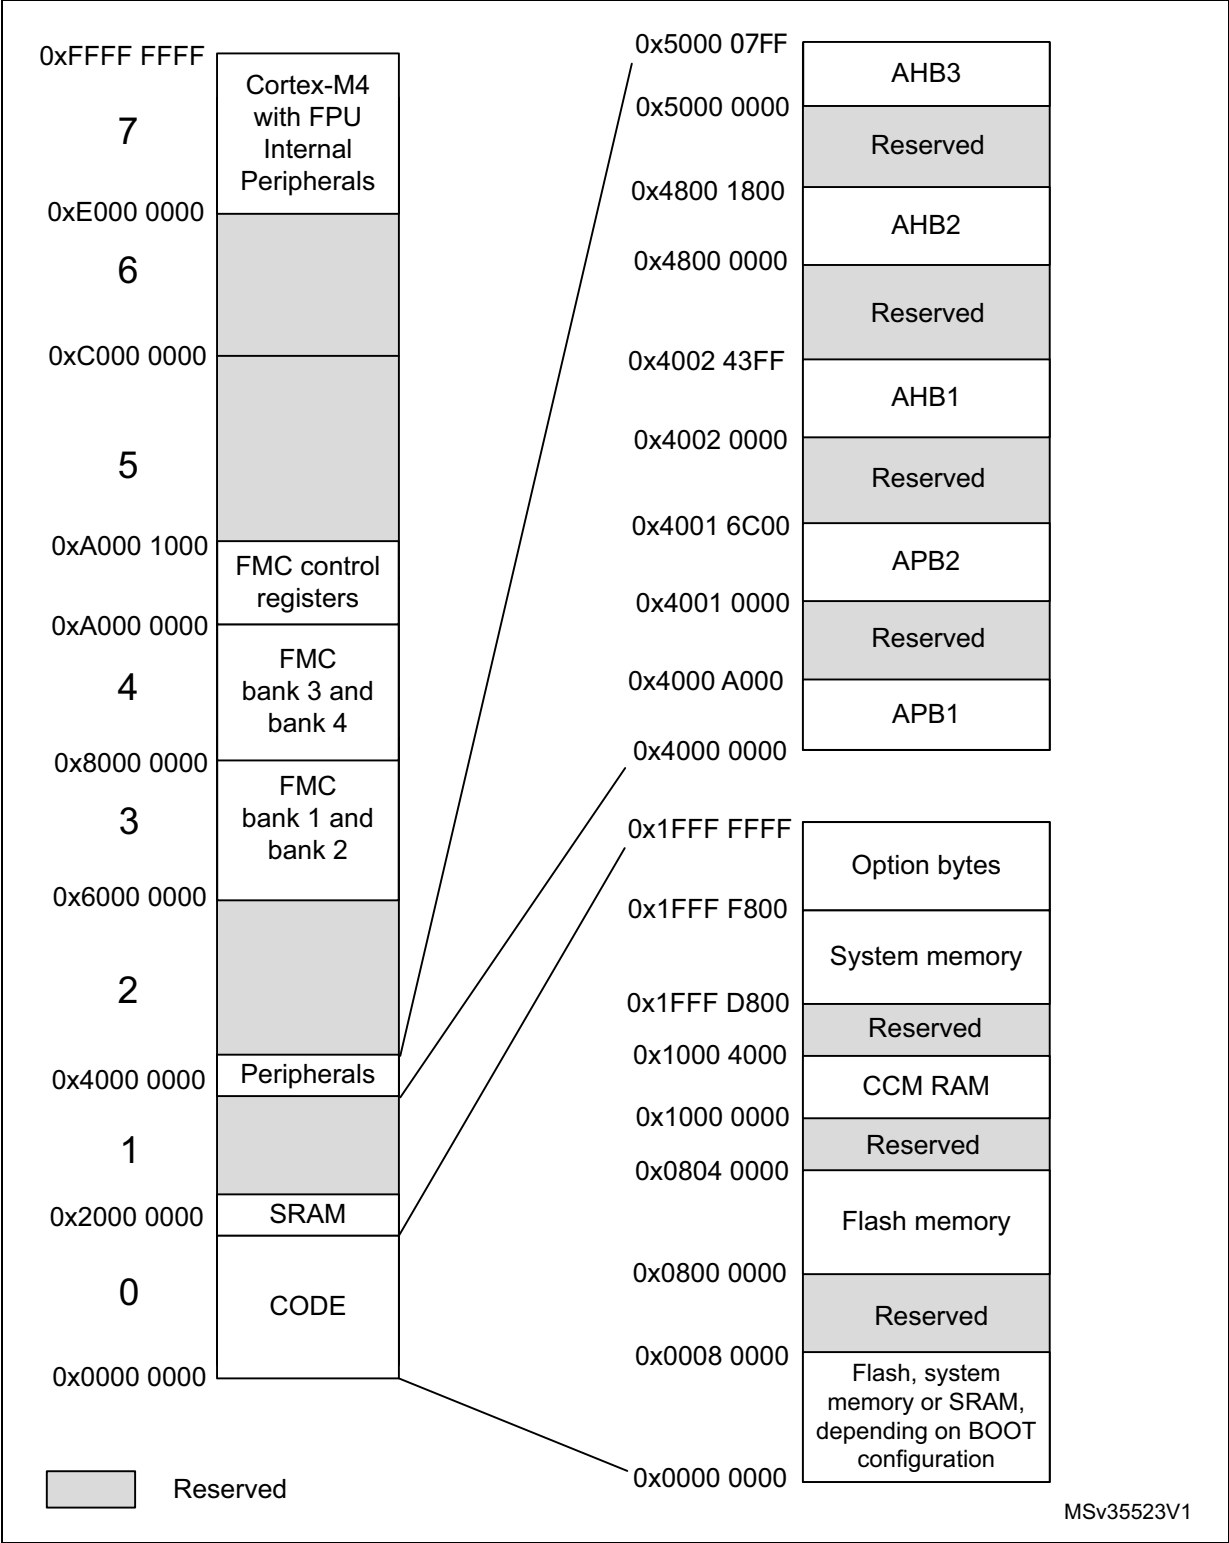 0xFFFF FFFF
7
Cortex-M4
with FPU
Internal
Peripherals
0xE000 0000
6
0xC000 0000
5
0xA000 1000
FMC control
registers
0xA000 0000
4
FMC
bank 3 and
bank 4
0x8000 0000
3
FMC
bank 1 and
bank 2
0x6000 0000
2
0x4000 0000
Peripherals
1
0x2000 0000
SRAM
0
CODE
0x0000 0000
Reserved
0x5000 07FF
AHB3
0x5000 0000
Reserved
0x4800 1800
AHB2
0x4800 0000
Reserved
0x4002 43FF
AHB1
0x4002 0000
Reserved
0x4001 6C00
APB2
0x4001 0000
Reserved
0x4000 A000
APB1
0x4000 0000
0x1FFF FFFF
Option bytes
0x1FFF F800
System memory
0x1FFF D800
Reserved
0x1000 4000
CCM RAM
0x1000 0000
Reserved
0x0804 0000
Flash memory
0x0800 0000
Reserved
0x0008 0000
Flash, system
memory or SRAM,
depending on BOOT
configuration
0x0000 0000
MSv35523V1